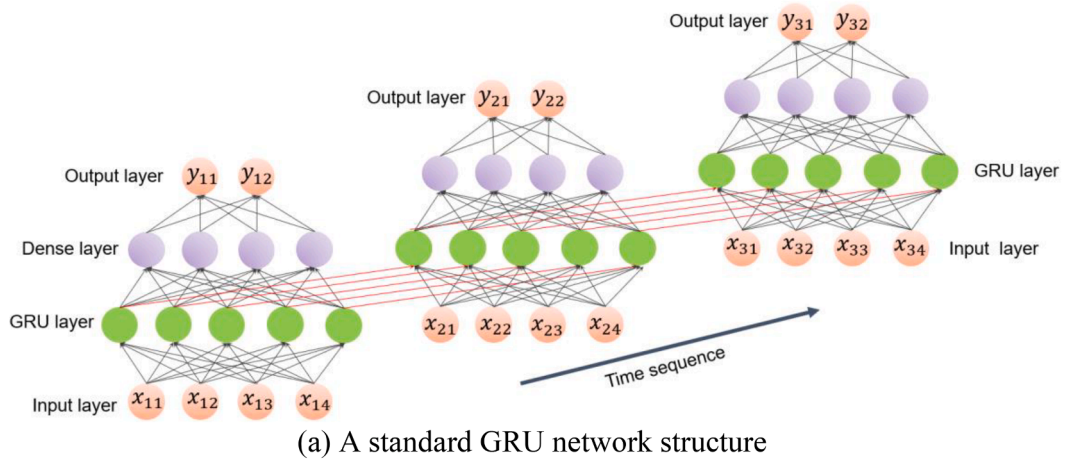 Output layer y₃₁ y₃₂
Output layer y₂₁ y₂₂
GRU layer
Output layer y₁₁ y₁₂
x₃₁ x₃₂ x₃₃ x₃₄ Input layer
Dense layer
GRU layer
x₂₁ x₂₂ x₂₃ x₂₄
Time sequence
Input layer x₁₁ x₁₂ x₁₃ x₁₄
(a) A standard GRU network structure